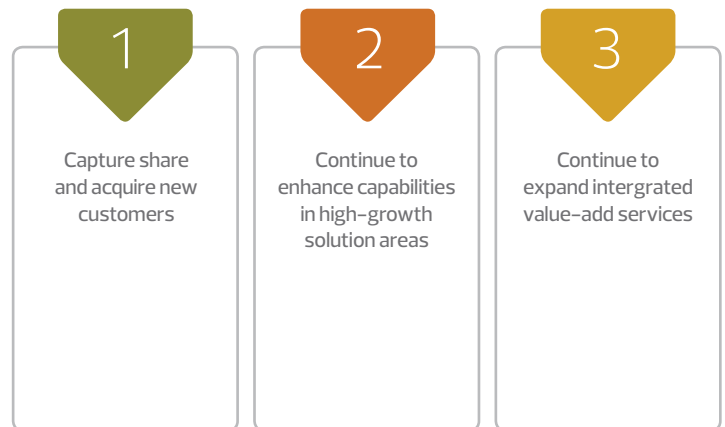 1
Capture share
and acquire new
customers
2
Continue to
enhance capabilities
in high-growth
solution areas
3
Continue to
expand intergrated
value-add services